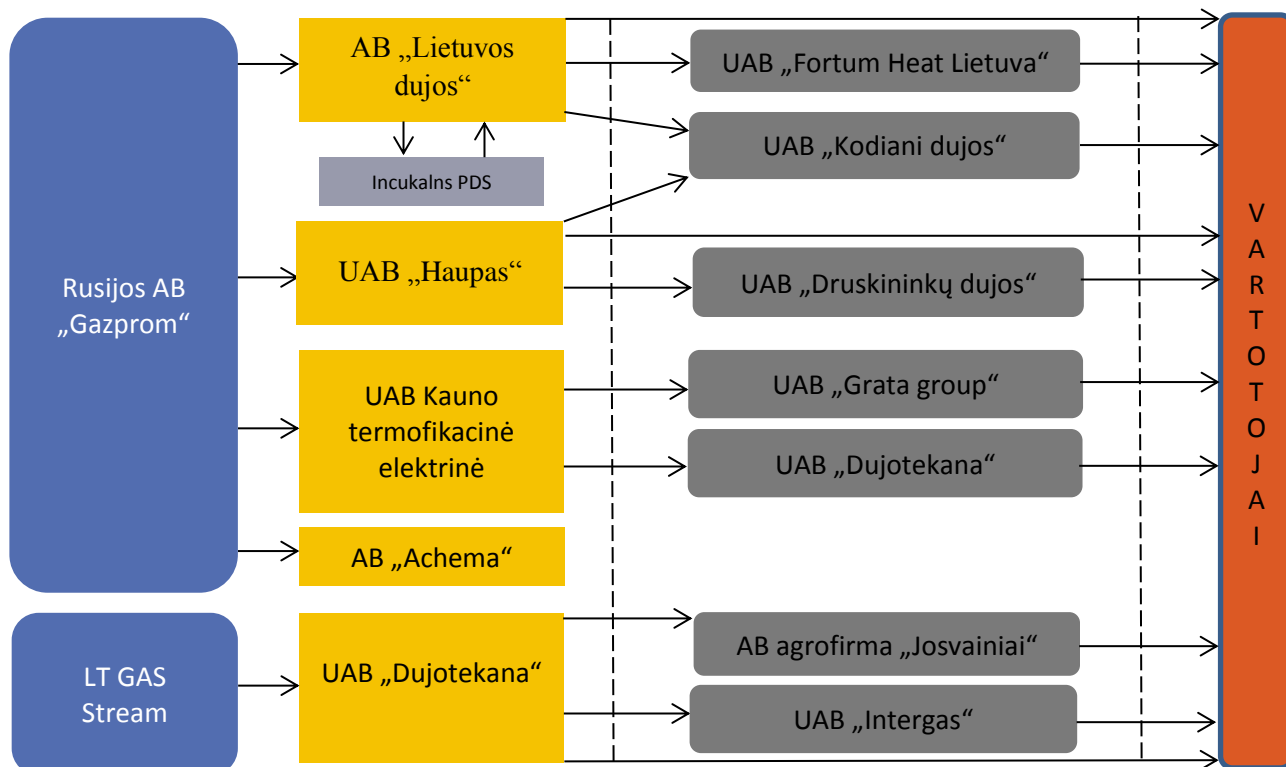 Rusijos AB
„Gazprom“
LT GAS
Stream
AB „Lietuvos
dujos“
Incukalns PDS
UAB „Haupas“
UAB Kauno
termofikacinė
elektrinė
AB „Achema“
UAB „Dujotekana“
UAB „Fortum Heat Lietuva“
UAB „Kodiani dujos“
UAB „Druskininkų dujos“
UAB „Grata group“
UAB „Dujotekana“
AB agrofirma „Josvainiai“
UAB „Intergas“
V
A
R
T
O
T
O
J
A
I